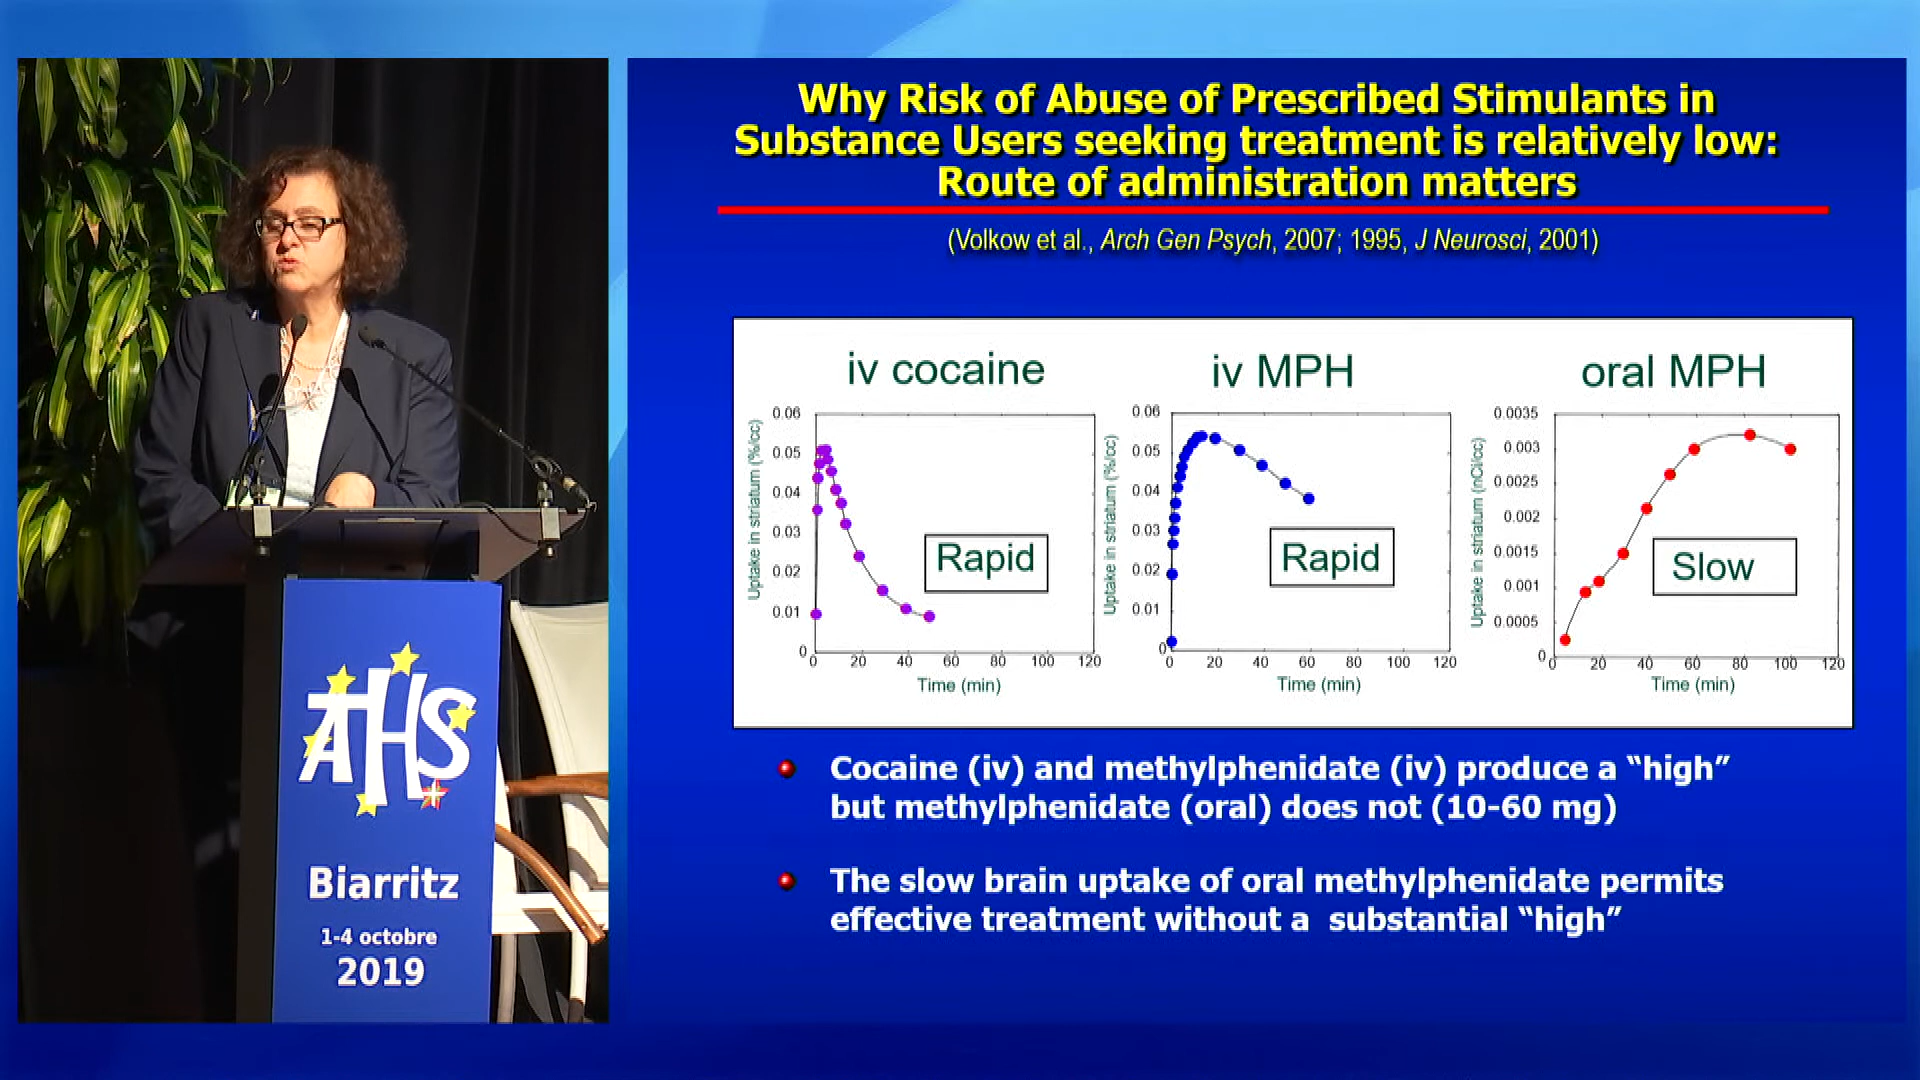 Why Risk of Abuse of Prescribed Stimulants in
Substance Users seeking treatment is relatively low:
Route of administration matters
(Volkow et al., Arch Gen Psych, 2007; 1995, J Neurosci, 2001)
iv cocaine
Uptake in striatum (%/cc)
0.06
0.05
0.04
0.03
0.02
0.01
0
0 20 40 60 80 100 120
Time (min)
Rapid
iv MPH
Uptake in striatum (%/cc)
0.06
0.05
0.04
0.03
0.02
0.01
0
0 20 40 60 80 100 120
Time (min)
Rapid
oral MPH
Uptake in striatum (nCi/cc)
0.0035
0.003
0.0025
0.002
0.0015
0.001
0.0005
0
0 20 40 60 80 100 120
Time (min)
Slow
Cocaine (iv) and methylphenidate (iv) produce a “high”
but methylphenidate (oral) does not (10-60 mg)
The slow brain uptake of oral methylphenidate permits
effective treatment without a substantial “high”
AHS
Biarritz
1-4 octobre
2019